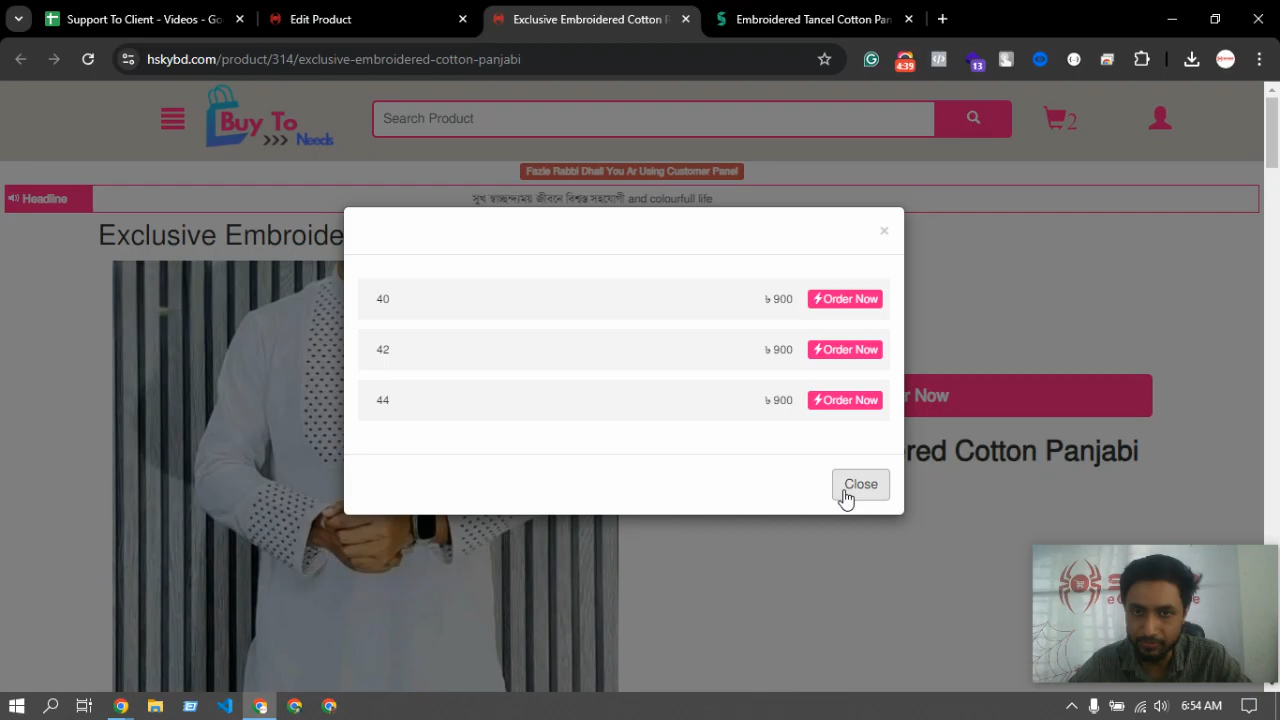 Support To Client - Videos - Go
Edit Product
Exclusive Embroidered Cotton P
Embroidered Tancel Cotton Pan
hskybd.com/product/314/exclusive-embroidered-cotton-panjabi
4:39
13
Buy To
>>> Needs
Search Product
2
Fazle Rabbi Dhali You Ar Using Customer Panel
Headline
সুখ স্বাচ্ছন্দ্যময় জীবনে বিশ্বস্ত সহযোগী and colourfull life
Exclusive Embroide
×
40
৳ 900
Order Now
42
৳ 900
Order Now
44
৳ 900
Order Now
r Now
red Cotton Panjabi
Close
6:54 AM